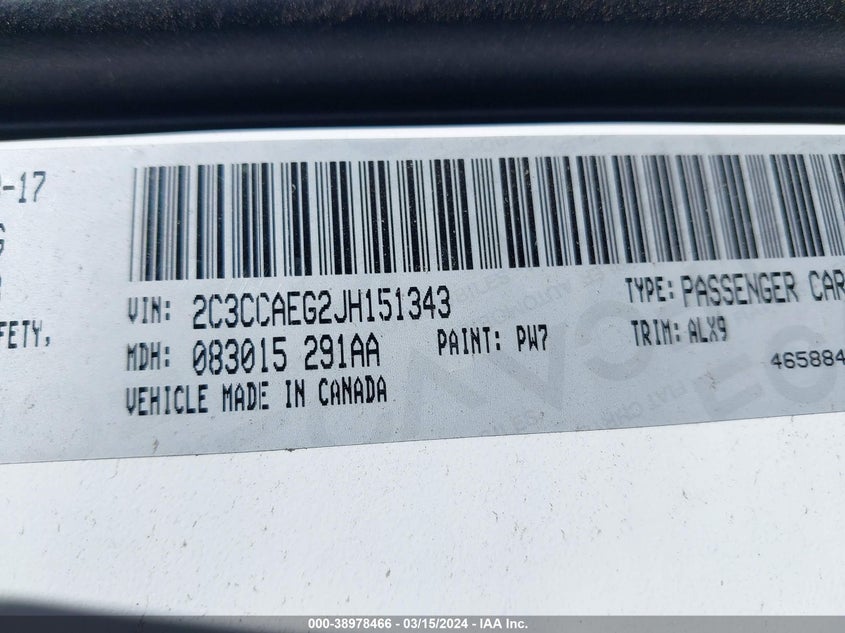 -17
VIN: 2C3CCAEG2JH151343
TYPE: PASSENGER CAR
FETY,
MDH: 083015 291AA
PAINT: PW7
TRIM: ALX9
VEHICLE MADE IN CANADA
465884
000-38978466 - 03/15/2024 - IAA Inc.